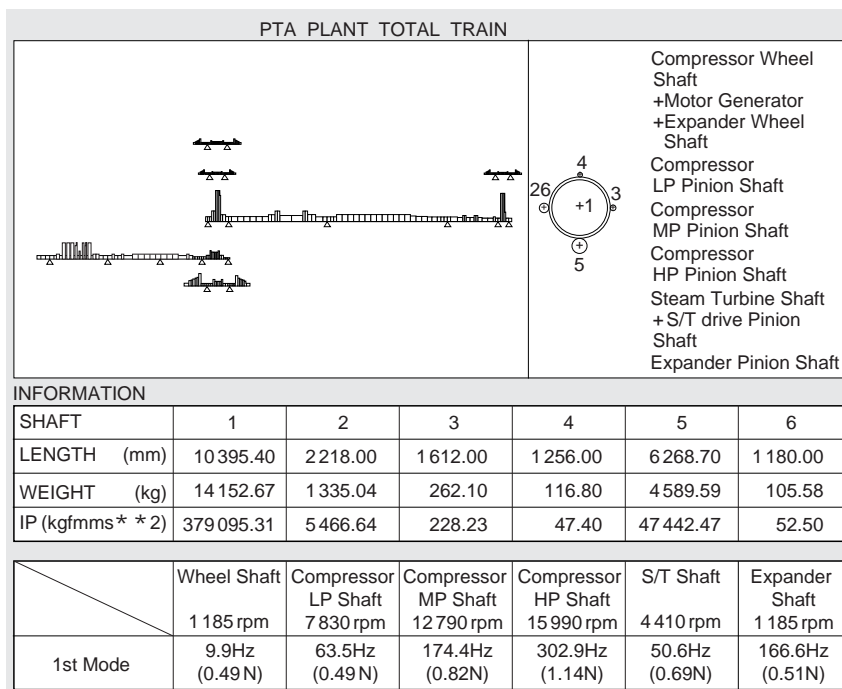 PTA PLANT TOTAL TRAIN
Compressor Wheel
Shaft
+Motor Generator
+Expander Wheel
Shaft
Compressor
LP Pinion Shaft
Compressor
MP Pinion Shaft
Compressor
HP Pinion Shaft
Steam Turbine Shaft
+S/T drive Pinion
Shaft
Expander Pinion Shaft
4
26 3
+1
5
INFORMATION
SHAFT 1 2 3 4 5 6
LENGTH (mm) 10395.40 2218.00 1612.00 1256.00 6268.70 1180.00
WEIGHT (kg) 14152.67 1335.04 262.10 116.80 4589.59 105.58
IP (kgfmms**2) 379095.31 5466.64 228.23 47.40 47442.47 52.50
Wheel Shaft Compressor Compressor Compressor S/T Shaft Expander
LP Shaft MP Shaft HP Shaft Shaft
1185 rpm 7830 rpm 12790 rpm 15990 rpm 4410 rpm 1185 rpm
1st Mode 9.9Hz 63.5Hz 174.4Hz 302.9Hz 50.6Hz 166.6Hz
(0.49N) (0.49N) (0.82N) (1.14N) (0.69N) (0.51N)